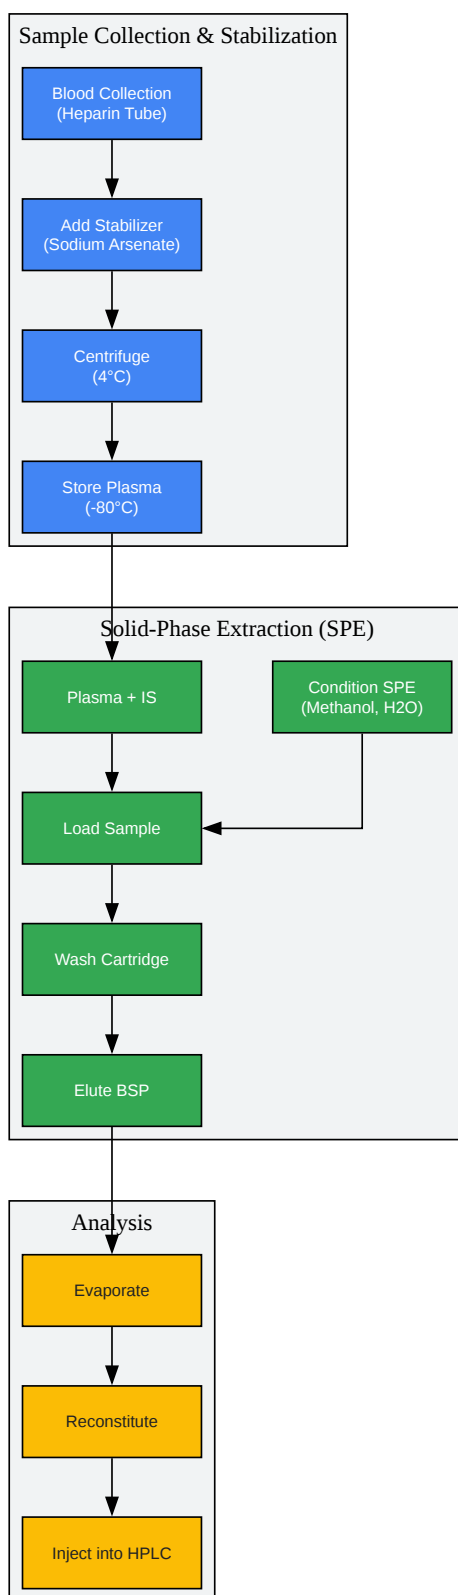 Sample Collection & Stabilization
Blood Collection
(Heparin Tube)
Add Stabilizer
(Sodium Arsenate)
Centrifuge
(4°C)
Store Plasma
(-80°C)
Solid-Phase Extraction (SPE)
Plasma + IS
Condition SPE
(Methanol, H2O)
Load Sample
Wash Cartridge
Elute BSP
Analysis
Evaporate
Reconstitute
Inject into HPLC